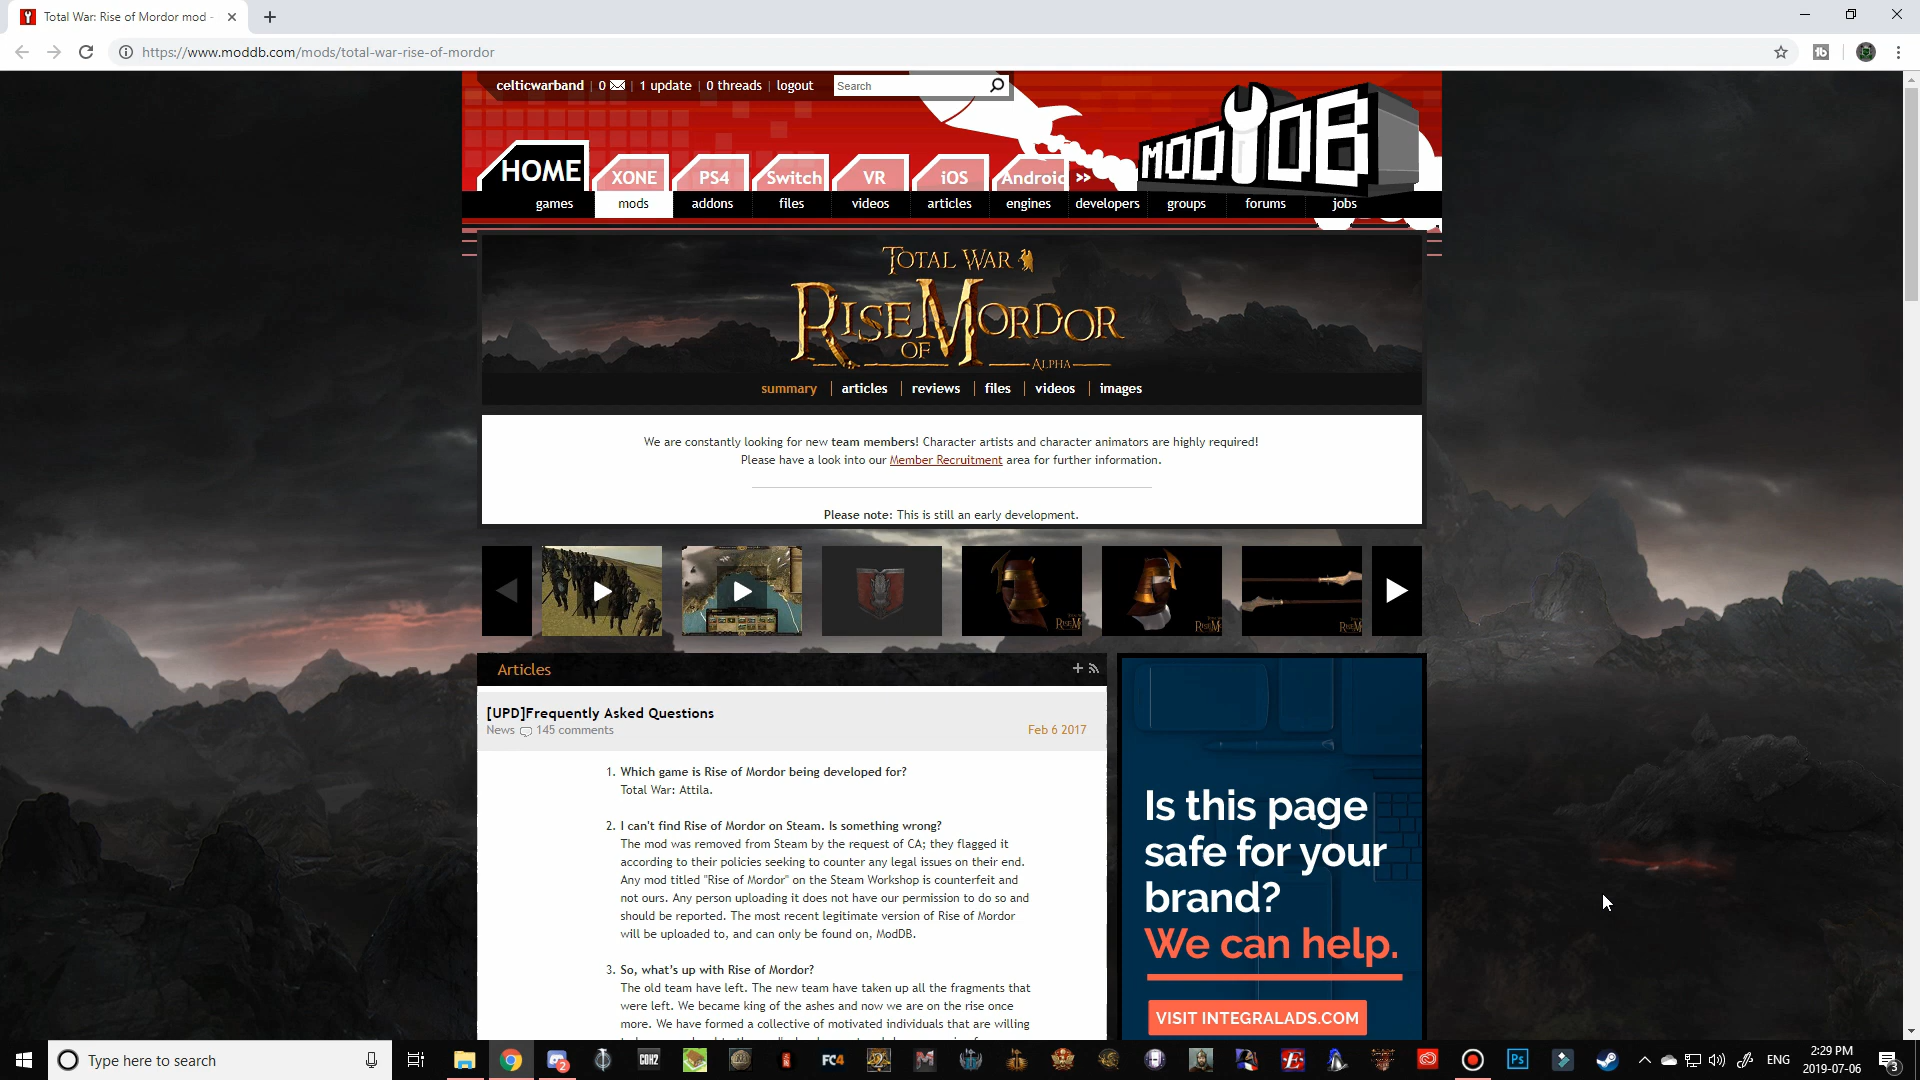 Total War: Rise of Mordor mod -
https://www.moddb.com/mods/total-war-rise-of-mordor
celticwarband | 0 | 1 update | 0 threads | logout
Search
MODDB
HOME XONE PS4 Switch VR iOS Android >>
games mods addons files videos articles engines developers groups forums jobs
TOTAL WAR
RISE OF MORDOR
ALPHA
summary | articles | reviews | files | videos | images
We are constantly looking for new team members! Character artists and character animators are highly required!
Please have a look into our Member Recruitment area for further information.
Please note: This is still an early development.
Articles
[UPD]Frequently Asked Questions
News 145 comments Feb 6 2017
1. Which game is Rise of Mordor being developed for?
Total War: Attila.
2. I can't find Rise of Mordor on Steam. Is something wrong?
The mod was removed from Steam by the request of CA; they flagged it
according to their policies seeking to counter any legal issues on their end.
Any mod titled "Rise of Mordor" on the Steam Workshop is counterfeit and
not ours. Any person uploading it does not have our permission to do so and
should be reported. The most recent legitimate version of Rise of Mordor
will be uploaded to, and can only be found on, ModDB.
3. So, what's up with Rise of Mordor?
The old team have left. The new team have taken up all the fragments that
were left. We became king of the ashes and now we are on the rise once
more. We have formed a collective of motivated individuals that are willing
Is this page
safe for your
brand?
We can help.
VISIT INTEGRALADS.COM
Type here to search
2
COH2
FC4
Ps
ENG
2:29 PM
2019-07-06
3